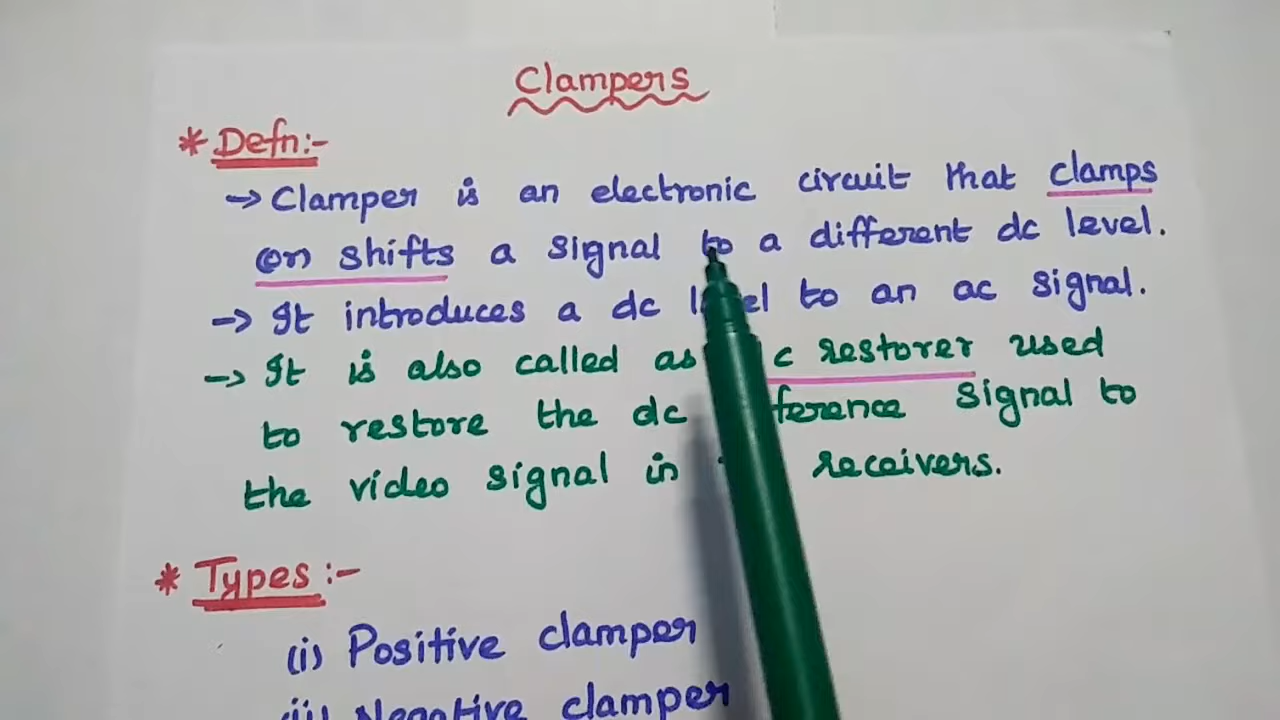 Clampers
* Defn:-
→ Clamper is an electronic circuit that clamps
(or) shifts a signal to a different dc level.
→ It introduces a dc level to an ac signal.
→ It is also called as c restorer used
to restore the dc signal to
the video signal in receivers.
* Types:-
(i) Positive clamper
(ii) Negative clamper